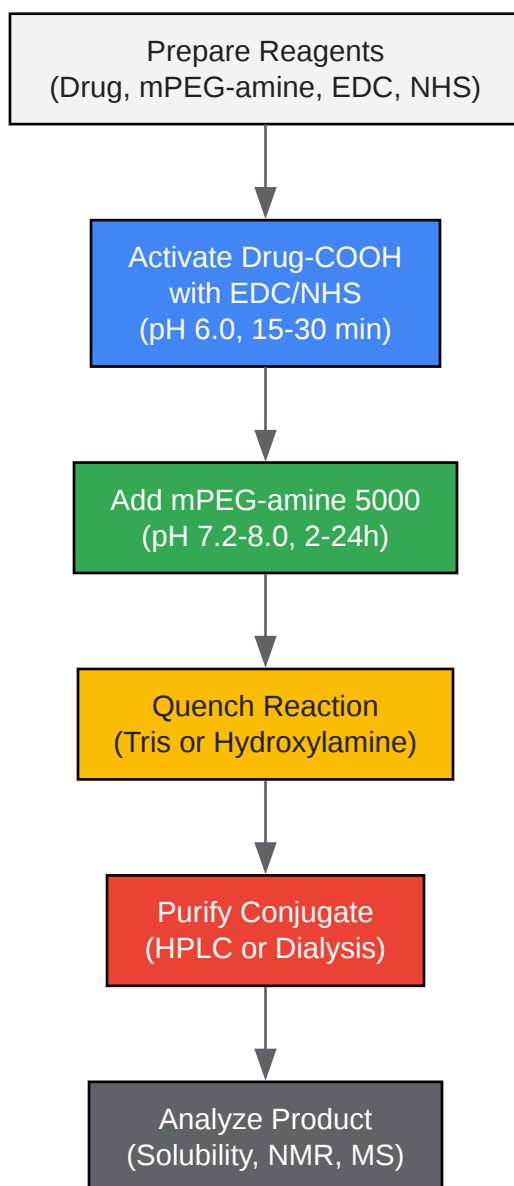 Prepare Reagents
(Drug, mPEG-amine, EDC, NHS)
Activate Drug-COOH
with EDC/NHS
(pH 6.0, 15-30 min)
Add mPEG-amine 5000
(pH 7.2-8.0, 2-24h)
Quench Reaction
(Tris or Hydroxylamine)
Purify Conjugate
(HPLC or Dialysis)
Analyze Product
(Solubility, NMR, MS)